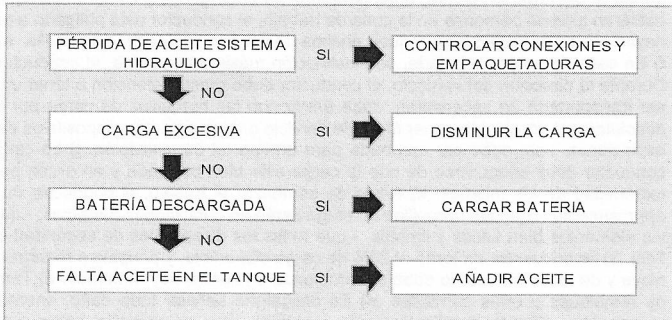 PÉRDIDA DE ACEITE SISTEMA HIDRAULICO
SI
CONTROLAR CONEXIONES Y EMPAQUETADURAS
NO
CARGA EXCESIVA
SI
DISMINUIR LA CARGA
NO
BATERÍA DESCARGADA
SI
CARGAR BATERIA
NO
FALTA ACEITE EN EL TANQUE
SI
AÑADIR ACEITE